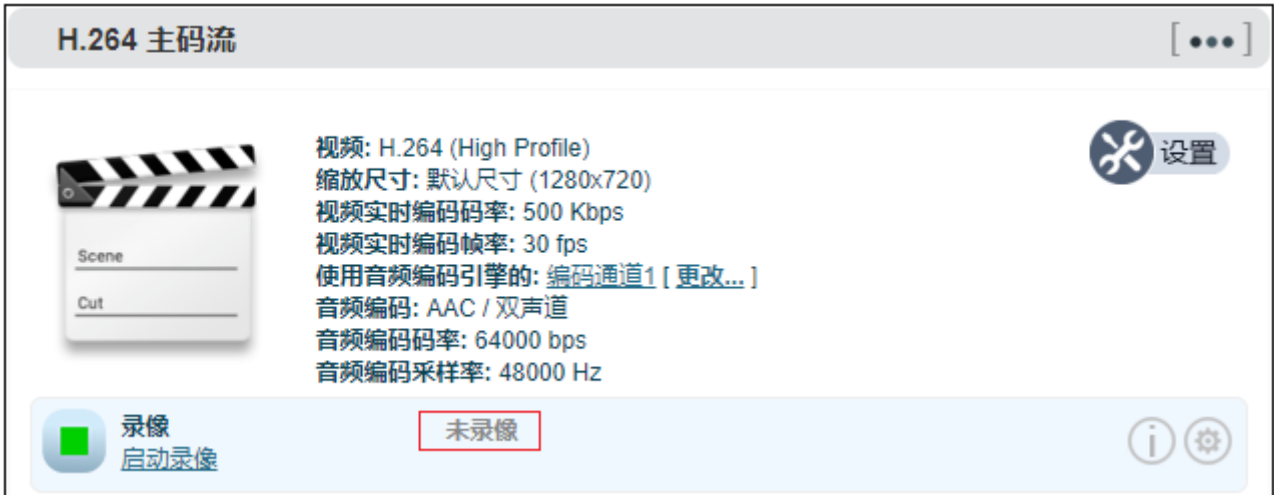 H.264 主码流
[•••]
视频: H.264 (High Profile)
设置
缩放尺寸: 默认尺寸 (1280x720)
视频实时编码码率: 500 Kbps
视频实时编码帧率: 30 fps
使用音频编码引擎的: 编码通道1 [ 更改... ]
音频编码: AAC / 双声道
音频编码码率: 64000 bps
音频编码采样率: 48000 Hz
Scene
Cut
录像
未录像
启动录像